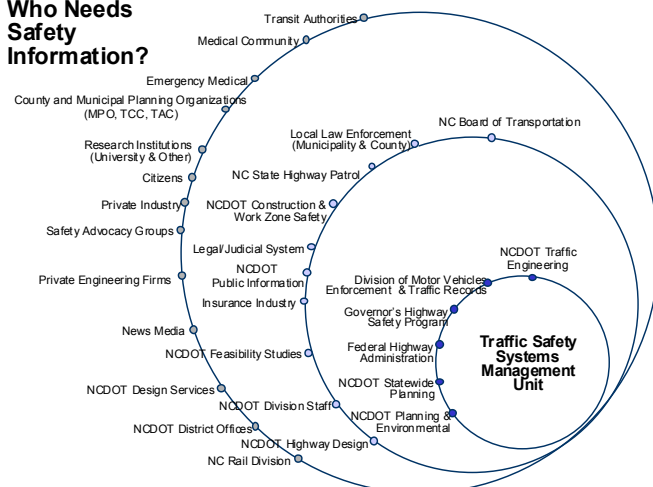 Who Needs
Safety
Information?
Transit Authorities
Medical Community
Emergency Medical
County and Municipal Planning Organizations
(MPO, TCC, TAC)
Research Institutions
(University & Other)
Citizens
Private Industry
Safety Advocacy Groups
Private Engineering Firms
News Media
NCDOT Design Services
NCDOT District Offices
NC Rail Division
NC Board of Transportation
Local Law Enforcement
(Municipality & County)
NC State Highway Patrol
NCDOT Construction &
Work Zone Safety
Legal/Judicial System
NCDOT
Public Information
Insurance Industry
NCDOT Feasibility Studies
NCDOT Division Staff
NCDOT Highway Design
NCDOT Traffic
Engineering
Division of Motor Vehicles
Enforcement & Traffic Records
Governor's Highway
Safety Program
Federal Highway
Administration
NCDOT Statewide
Planning
NCDOT Planning &
Environmental
Traffic Safety
Systems
Management
Unit